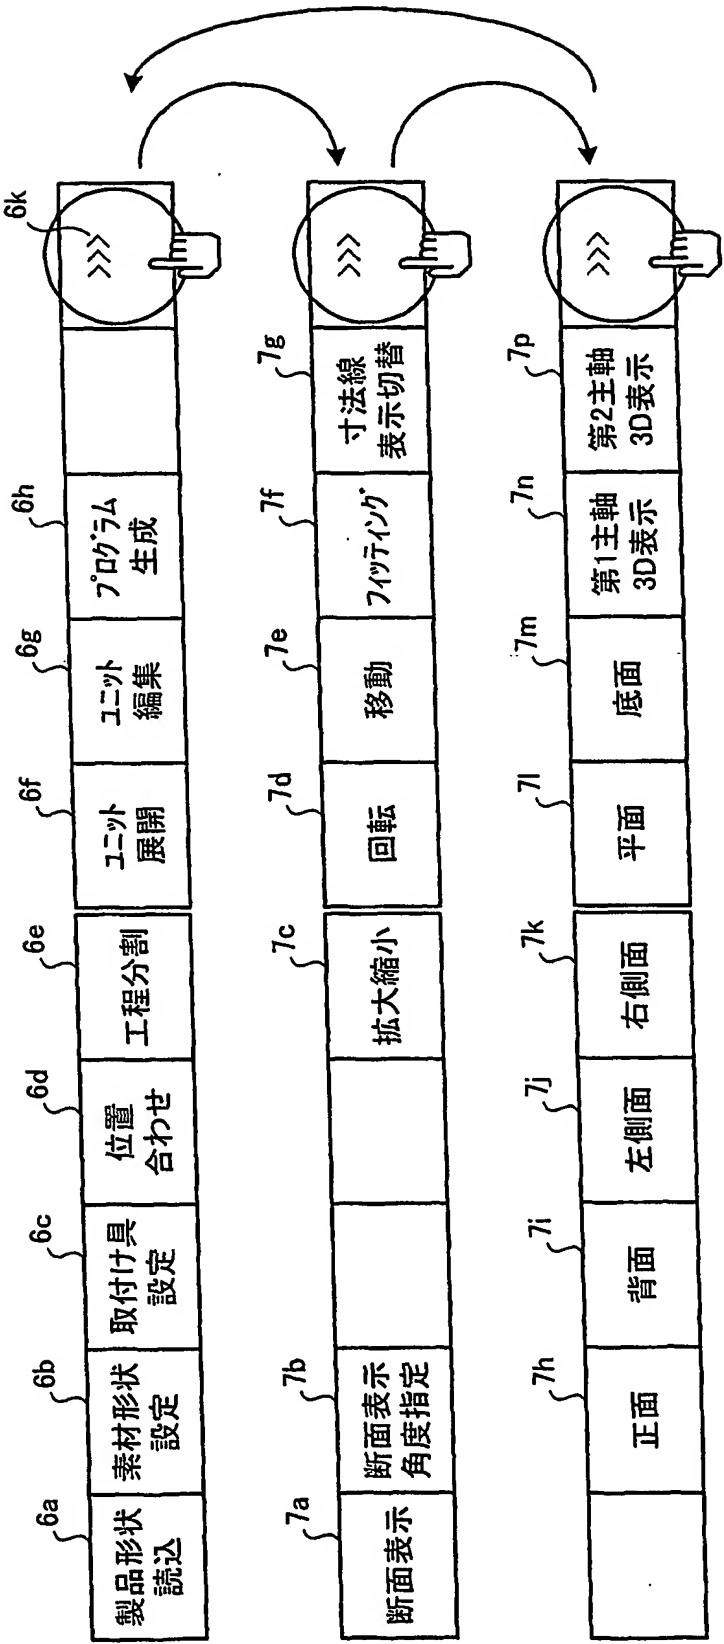 6a
製品形状
読込
6b
素材形状
設定
6c
取付け具
設定
6d
位置
合わせ
6e
工程分割
6f
ユニット
展開
6g
ユニット
編集
6h
プログラム
生成
6k
>>>
7a
断面表示
7b
断面表示
角度指定
7c
拡大縮小
7d
回転
7e
移動
7f
フィッティング
7g
寸法線
表示切替
>>>
7h
正面
7i
背面
7j
左側面
7k
右側面
7l
平面
7m
底面
7n
第1主軸
3D表示
7p
第2主軸
3D表示
>>>